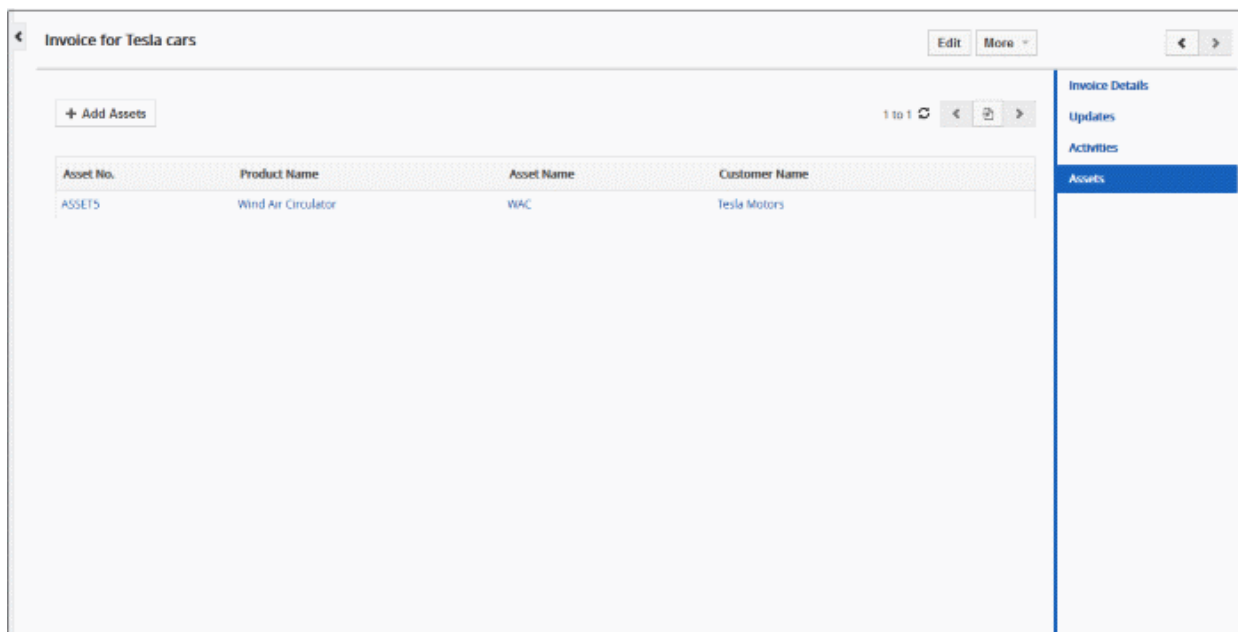 Invoice for Tesla cars
Edit More
Invoice Details
+ Add Assets
1 to 1
Updates
Activities
Assets
Asset No. Product Name Asset Name Customer Name
ASSET5 Wind Air Circulator WAC Tesla Motors